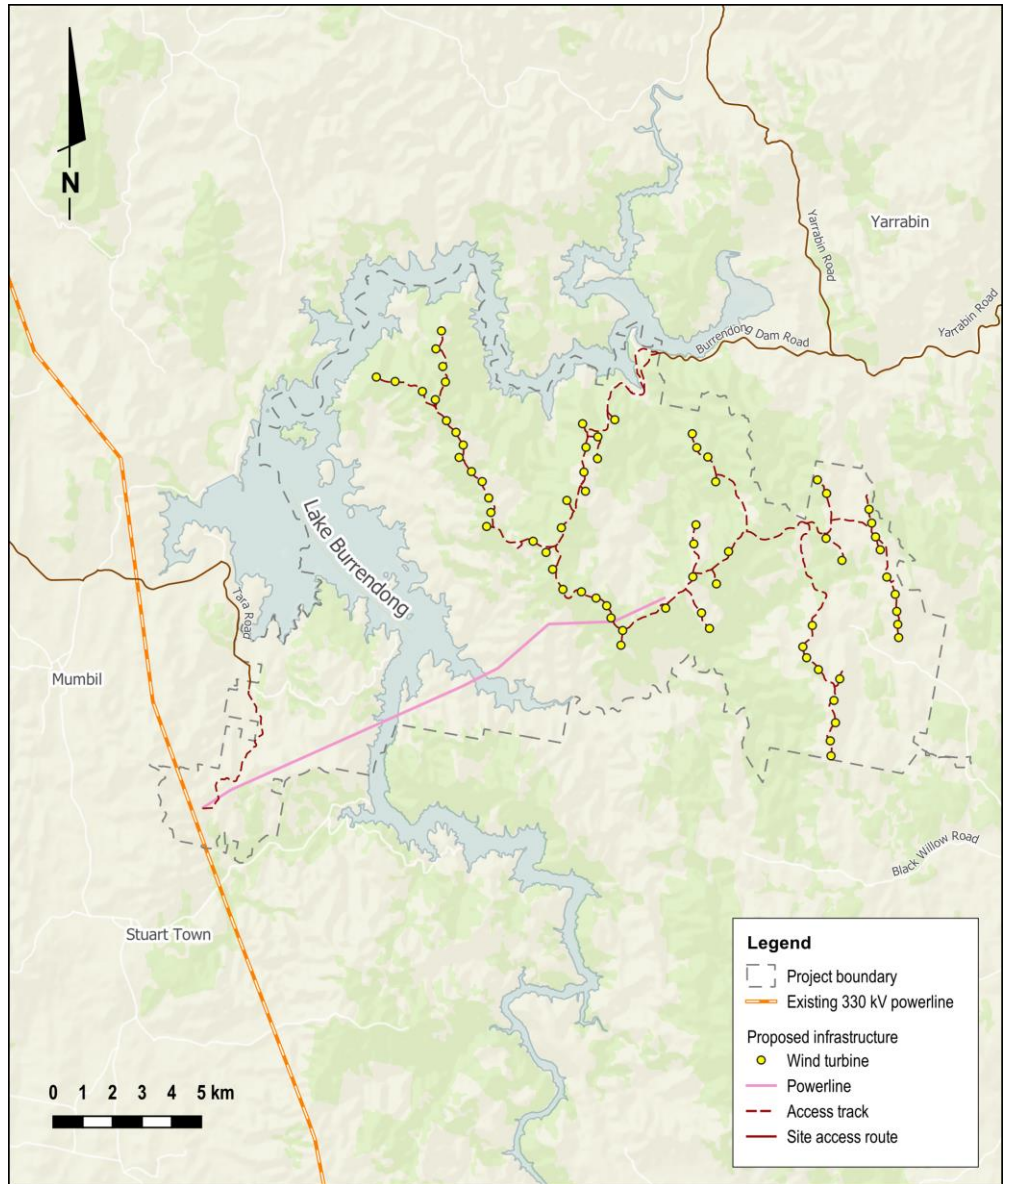 N
Yarrabin
Yarrabin Road
Yarrabin Road
Burrendong Dam Road
Lake Burrendong
Tara Road
Mumbil
Black Willow Road
Stuart Town
Legend
Project boundary
Existing 330 kV powerline
Proposed infrastructure
Wind turbine
Powerline
Access track
Site access route
0 1 2 3 4 5 km